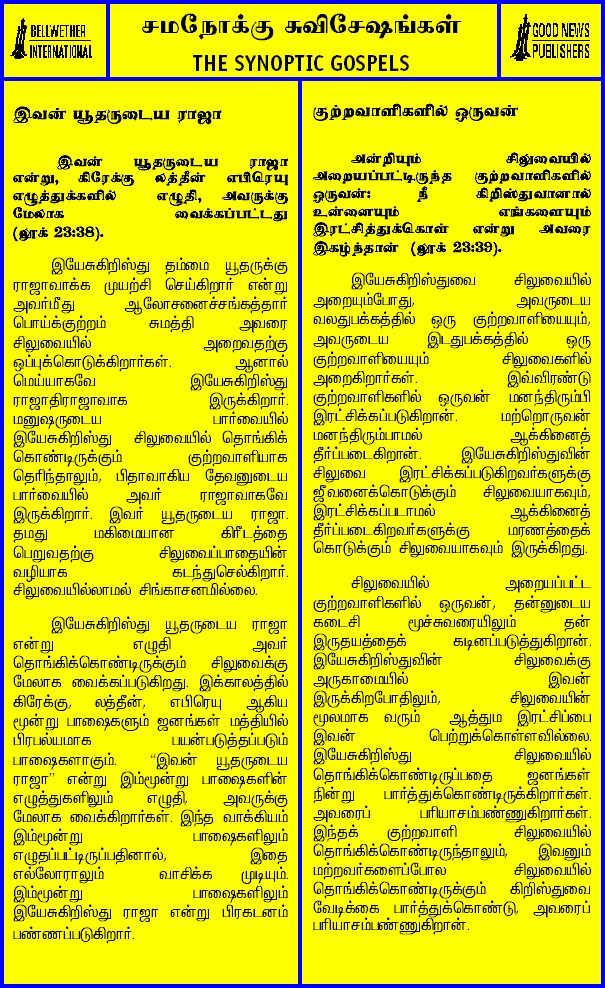 BELLWETHER
INTERNATIONAL
சமநோக்கு சுவிசேஷங்கள்
THE SYNOPTIC GOSPELS
GOOD NEWS
PUBLISHERS
இவன் யூதருடைய ராஜா
இவன் யூதருடைய ராஜா
என்று, கிரேக்கு லத்தீன் எபிரெயு
எழுத்துக்களில் எழுதி, அவருக்கு
மேலாக வைக்கப்பட்டது
(லூக் 23:38).
இயேசுகிறிஸ்து தம்மை யூதருக்கு
ராஜாவாக்க முயற்சி செய்கிறார் என்று
அவர்மீது ஆலோசனைச்சங்கத்தார்
பொய்க்குற்றம் சுமத்தி அவரை
சிலுவையில் அறைவதற்கு
ஒப்புக்கொடுக்கிறார்கள். ஆனால்
மெய்யாகவே இயேசுகிறிஸ்து
ராஜாதிராஜாவாக இருக்கிறார்.
மனுஷருடைய பார்வையில்
இயேசுகிறிஸ்து சிலுவையில் தொங்கிக்
கொண்டிருக்கும் குற்றவாளியாக
தெரிந்தாலும், பிதாவாகிய தேவனுடைய
பார்வையில் அவர் ராஜாவாகவே
இருக்கிறார். இவர் யூதருடைய ராஜா.
தமது மகிமையான கிரீடத்தை
பெறுவதற்கு சிலுவைப்பாதையின்
வழியாக கடந்துசெல்கிறார்.
சிலுவையில்லாமல் சிங்காசனமில்லை.
இயேசுகிறிஸ்து யூதருடைய ராஜா
என்று எழுதி அவர்
தொங்கிக்கொண்டிருக்கும் சிலுவைக்கு
மேலாக வைக்கப்படுகிறது. இக்காலத்தில்
கிரேக்கு, லத்தீன், எபிரெயு ஆகிய
மூன்று பாஷைகளும் ஜனங்கள் மத்தியில்
பிரபல்யமாக பயன்படுத்தப்படும்
பாஷைகளாகும். “இவன் யூதருடைய
ராஜா” என்று இம்மூன்று பாஷைகளின்
எழுத்துகளிலும் எழுதி, அவருக்கு
மேலாக வைக்கிறார்கள். இந்த வாக்கியம்
இம்மூன்று பாஷைகளிலும்
எழுதப்பட்டிருப்பதினால், இதை
எல்லோராலும் வாசிக்க முடியும்.
இம்மூன்று பாஷைகளிலும்
இயேசுகிறிஸ்து ராஜா என்று பிரகடனம்
பண்ணப்படுகிறார்.
குற்றவாளிகளில் ஒருவன்
அன்றியும் சிலுவையில்
அறையப்பட்டிருந்த குற்றவாளிகளில்
ஒருவன்: நீ கிறிஸ்துவானால்
உன்னையும் எங்களையும்
இரட்சித்துக்கொள் என்று அவரை
இகழ்ந்தான் (லூக் 23:39).
இயேசுகிறிஸ்துவை சிலுவையில்
அறையும்போது, அவருடைய
வலதுபக்கத்தில் ஒரு குற்றவாளியையும்,
அவருடைய இடதுபக்கத்தில் ஒரு
குற்றவாளியையும் சிலுவைகளில்
அறைகிறார்கள். இவ்விரண்டு
குற்றவாளிகளில் ஒருவன் மனந்திரும்பி
இரட்சிக்கப்படுகிறான். மற்றொருவன்
மனந்திரும்பாமல் ஆக்கினைத்
தீர்ப்படைகிறான். இயேசுகிறிஸ்துவின்
சிலுவை இரட்சிக்கப்படுகிறவர்களுக்கு
ஜீவனைக்கொடுக்கும் சிலுவையாகவும்,
இரட்சிக்கப்படாமல் ஆக்கினைத்
தீர்ப்படைகிறவர்களுக்கு மரணத்தைக்
கொடுக்கும் சிலுவையாகவும் இருக்கிறது.
சிலுவையில் அறையப்பட்ட
குற்றவாளிகளில் ஒருவன், தன்னுடைய
கடைசி மூச்சுவரையிலும் தன்
இருதயத்தைக் கடினப்படுத்துகிறான்.
இயேசுகிறிஸ்துவின் சிலுவைக்கு
அருகாமையில் இவன்
இருக்கிறபோதிலும், சிலுவையின்
மூலமாக வரும் ஆத்தும இரட்சிப்பை
இவன் பெற்றுக்கொள்ளவில்லை.
இயேசுகிறிஸ்து சிலுவையில்
தொங்கிக்கொண்டிருப்பதை ஜனங்கள்
நின்று பார்த்துக்கொண்டிருக்கிறார்கள்.
அவரைப் பரியாசம்பண்ணுகிறார்கள்.
இந்தக் குற்றவாளி சிலுவையில்
தொங்கிக்கொண்டிருந்தாலும், இவனும்
மற்றவர்களைப்போல சிலுவையில்
தொங்கிக்கொண்டிருக்கும் கிறிஸ்துவை
வேடிக்கை பார்த்துக்கொண்டு, அவரைப்
பரியாசம்பண்ணுகிறான்.